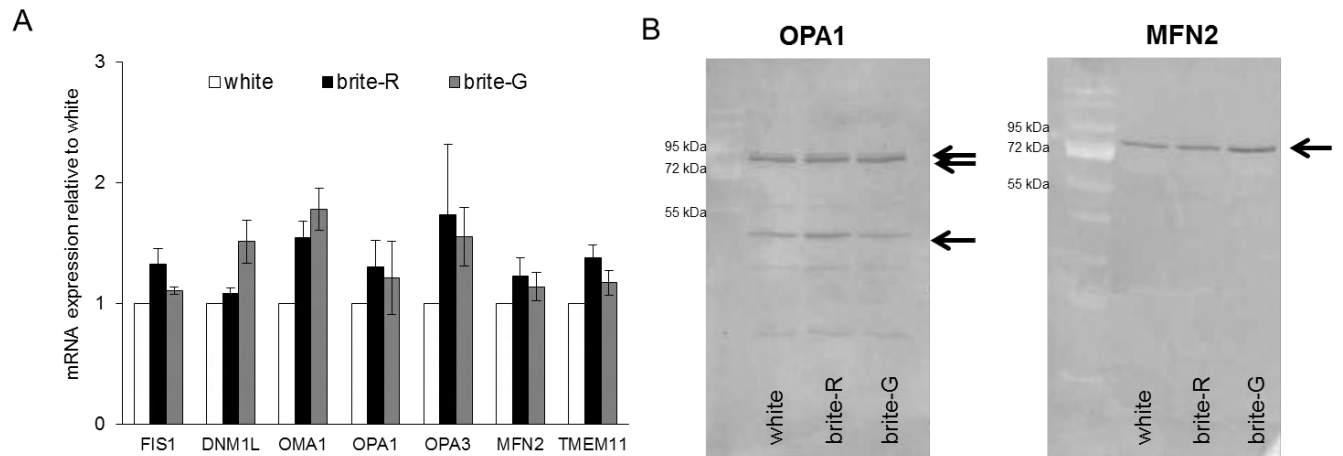 A
mRNA expression relative to white
3
2
1
0
white brite-R brite-G
FIS1 DNM1L OMA1 OPA1 OPA3 MFN2 TMEM11
B
OPA1
95 kDa
72 kDa
55 kDa
white
brite-R
brite-G
MFN2
95 kDa
72 kDa
55 kDa
white
brite-R
brite-G